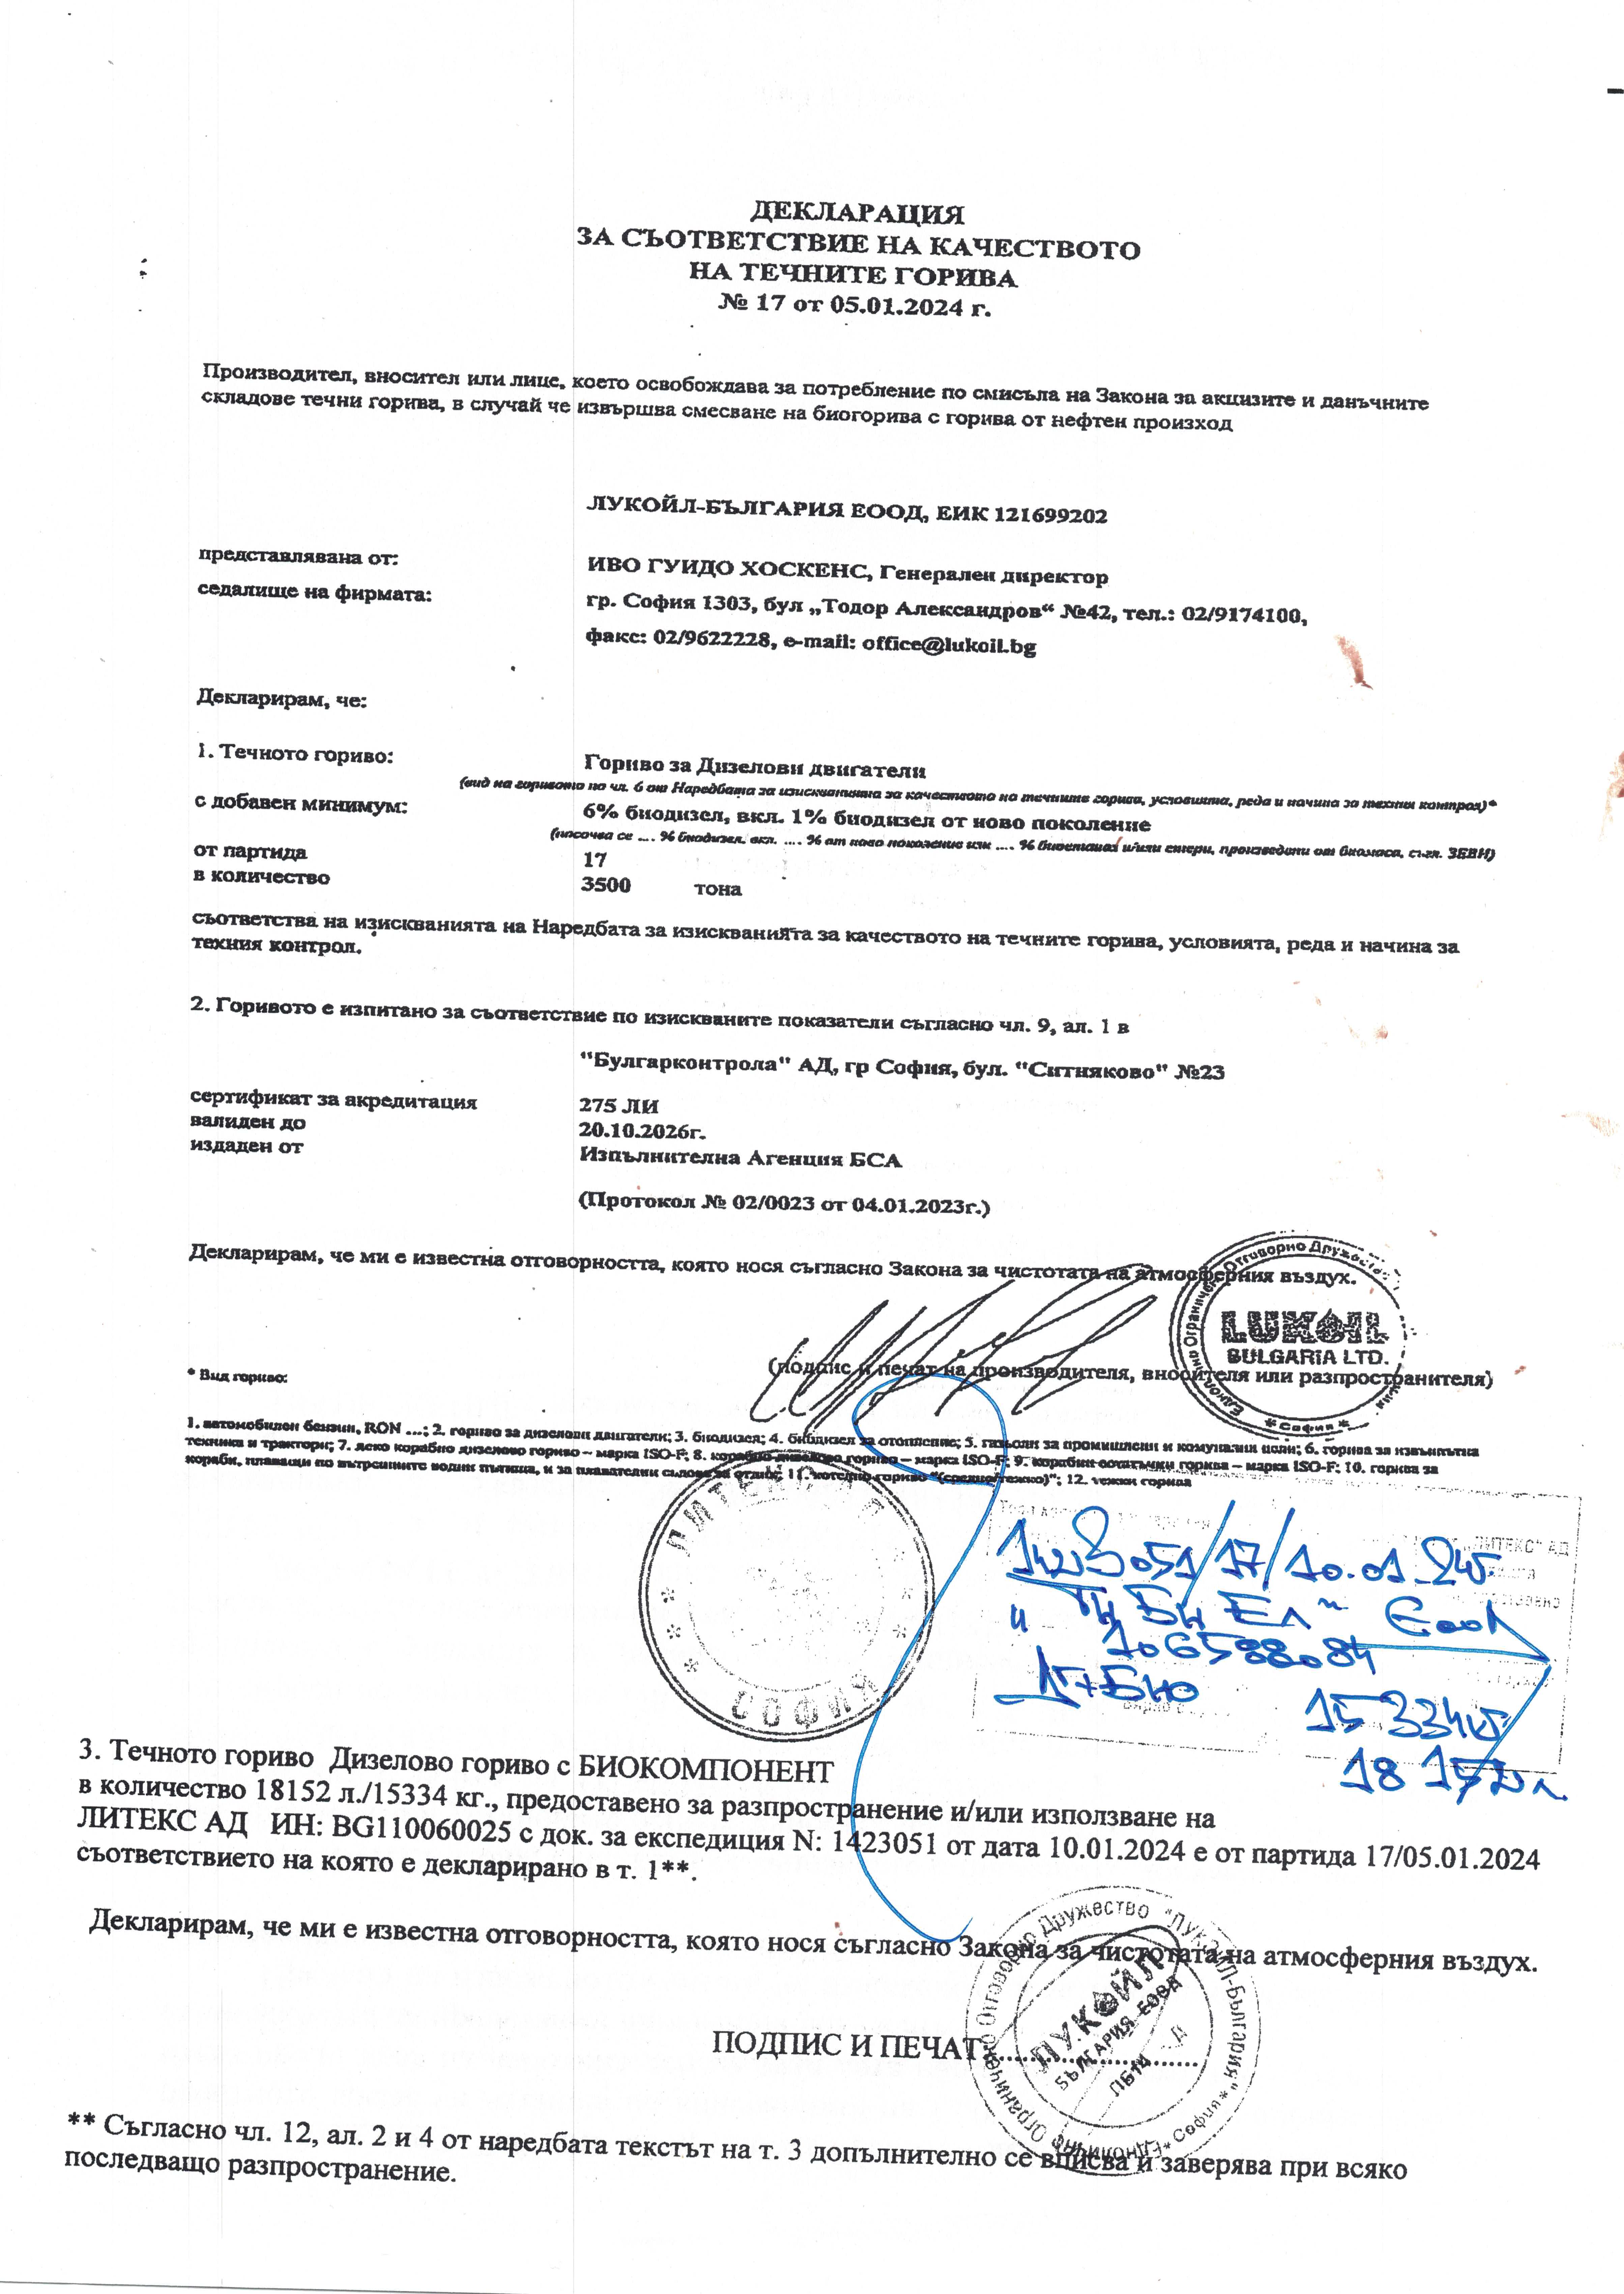 ДЕКЛАРАЦИЯ
ЗА СЪОТВЕТСТВИЕ НА КАЧЕСТВОТО
НА ТЕЧНИТЕ ГОРИВА
№ 17 от 05.01.2024 г.
Производител, вносител или лице, което освобождава за потребление по смисъла на Закона за акцизите и данъчните
складове течни горива, в случай че извършва смесване на биогорива с горива от нефтен произход
ЛУКОЙЛ-БЪЛГАРИЯ ЕООД, ЕИК 121699202
представлявана от: ИВО ГУИДО ХОСКЕНС, Генерален директор
седалище на фирмата: гр. София 1303, бул „Тодор Александров“ №42, тел.: 02/9174100,
факс: 02/9622228, e-mail: office@lukoil.bg
Декларирам, че:
1. Течното гориво: Гориво за Дизелови двигатели
(вид на горивото по чл. 6 от Наредбата за изискванията за качеството на течните горива, условията, реда и начина за техния контрол)*
с добавен минимум: 6% биодизел, вкл. 1% биодизел от ново поколение
(посочва се .... % биодизел, вкл. .... % от ново поколение или .... % биоетанол и/или етери, произведени от биомаса, съгл. ЗЕВИ)
от партида 17
в количество 3500 тона
съответства на изискванията на Наредбата за изискванията за качеството на течните горива, условията, реда и начина за
техния контрол.
2. Горивото е изпитано за съответствие по изискваните показатели съгласно чл. 9, ал. 1 в
"Булгарконтрола" АД, гр София, бул. "Ситняково" №23
сертификат за акредитация 275 ЛИ
валиден до 20.10.2026г.
издаден от Изпълнителна Агенция БСА
(Протокол № 02/0023 от 04.01.2023г.)
Декларирам, че ми е известна отговорността, която нося съгласно Закона за чистотата на атмосферния въздух.
Еднолично Ограничено Отговорно Дружество
LUKOIL
BULGARIA LTD.
* София *
(подпис и печат на производителя, вносителя или разпространителя)
* Вид гориво:
1. автомобилен бензин, RON ...; 2. гориво за дизелови двигатели; 3. биодизел; 4. биодизел за отопление; 5. газьоли за промишлени и комунални цели; 6. горива за извънпътна
техника и трактори; 7. леко корабно дизелово гориво – марка ISO-F; 8. корабно дизелово гориво – марка ISO-F; 9. корабни остатъчни горива – марка ISO-F; 10. горива за
кораби, плаващи по вътрешните водни пътища, и за плавателни съдове за отдих; 11. котелно гориво "(средно/тежко)"; 12. тежки горива
ЛИТЕКС АД
СОФИЯ
"ЛИТЕКС" АД
1423051/17/10.01.24г
"Ти Би Ел" ЕООД
106588084
ДГ+БИО
15334кг
18152л
3. Течното гориво Дизелово гориво с БИОКОМПОНЕНТ
в количество 18152 л./15334 кг., предоставено за разпространение и/или използване на
ЛИТЕКС АД ИН: BG110060025 с док. за експедиция N: 1423051 от дата 10.01.2024 е от партида 17/05.01.2024
съответствието на която е декларирано в т. 1**.
Декларирам, че ми е известна отговорността, която нося съгласно Закона за чистотата на атмосферния въздух.
Еднолично Ограничено Отговорно Дружество "ЛУКОЙЛ-България" * София *
ЛУКОЙЛ
БЪЛГАРИЯ ЕООД
ПОДПИС И ПЕЧАТ:...........................
** Съгласно чл. 12, ал. 2 и 4 от наредбата текстът на т. 3 допълнително се вписва и заверява при всяко
последващо разпространение.